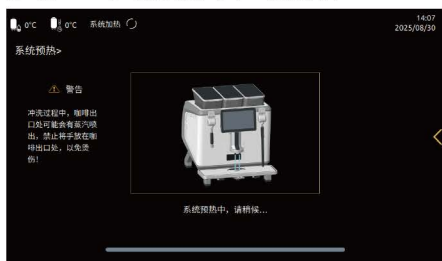 0°C 0°C 系统加热
14:07
2025/08/30
系统预热>
警告
冲洗过程中，咖啡出
口处可能会有蒸汽喷
出，禁止将手放在咖
啡出口处，以免烫
伤！
系统预热中，请稍候...